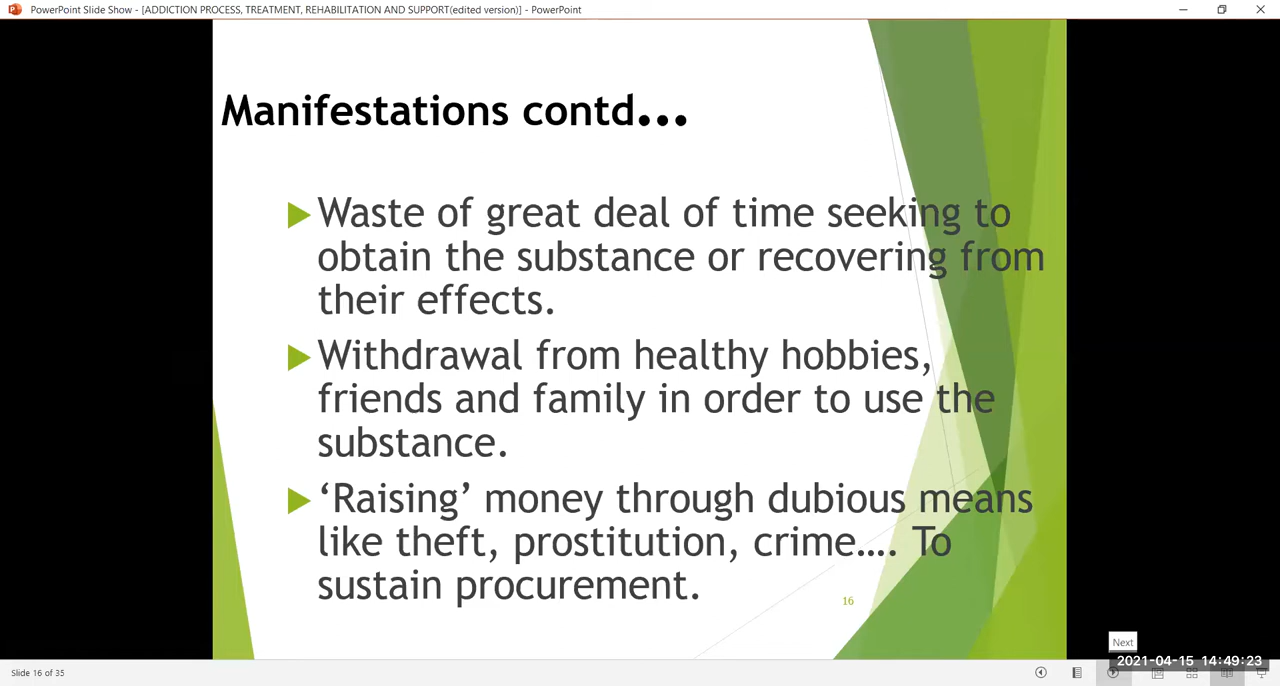 PowerPoint Slide Show - [ADDICTION PROCESS, TREATMENT, REHABILITATION AND SUPPORT(edited version)] - PowerPoint
Manifestations contd...
Waste of great deal of time seeking to
obtain the substance or recovering from
their effects.
Withdrawal from healthy hobbies,
friends and family in order to use the
substance.
‘Raising’ money through dubious means
like theft, prostitution, crime…. To
sustain procurement.
16
Next
2021-04-15 14:49:23
Slide 16 of 35